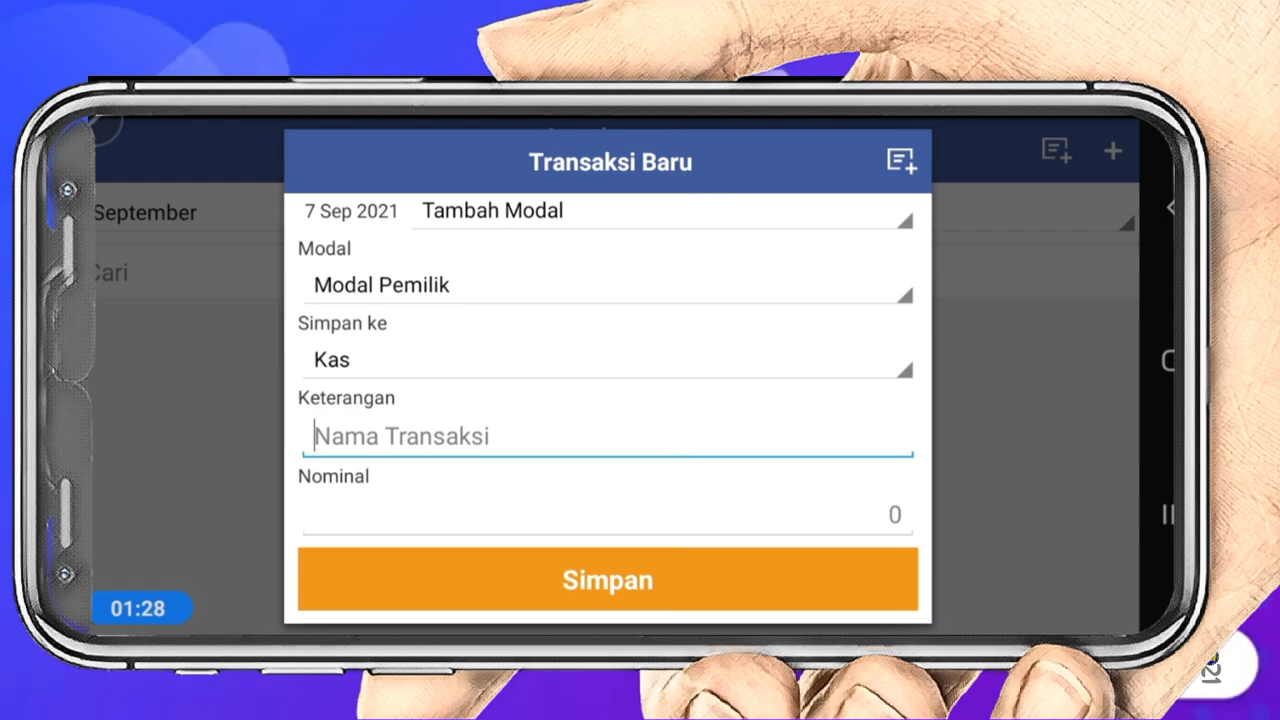 Transaksi Baru
September
7 Sep 2021 Tambah Modal
Modal
Cari
Modal Pemilik
Simpan ke
Kas
Keterangan
Nama Transaksi
Nominal
0
Simpan
01:28
21